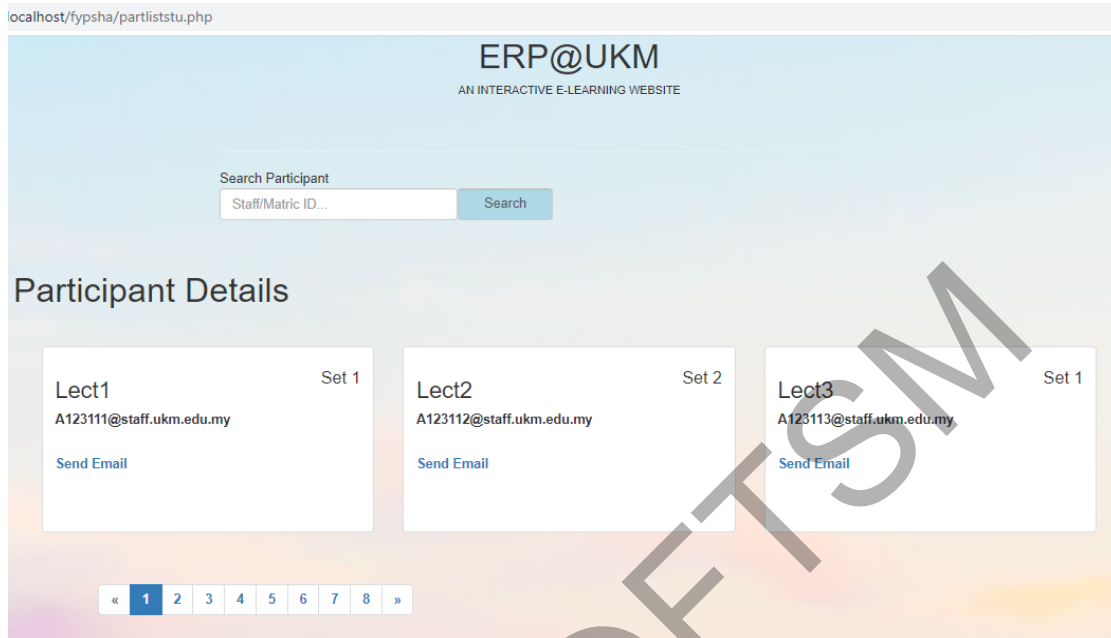 localhost/fypsha/partliststu.php
ERP@UKM
AN INTERACTIVE E-LEARNING WEBSITE
Search Participant
Staff/Matric ID...
Search
Participant Details
Lect1
Set 1
A123111@staff.ukm.edu.my
Send Email
Lect2
Set 2
A123112@staff.ukm.edu.my
Send Email
Lect3
Set 1
A123113@staff.ukm.edu.my
Send Email
« 1 2 3 4 5 6 7 8 »
FTSM